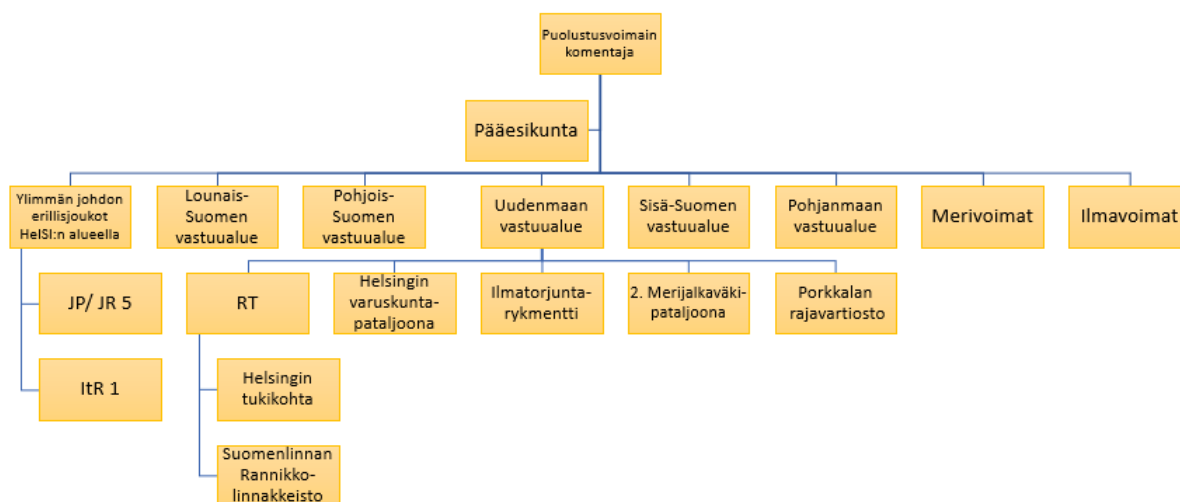 Puolustusvoimain
komentaja
Pääesikunta
Ylimmän johdon
erillisjoukot
HelSl:n alueella
Lounais-
Suomen
vastuualue
Pohjois-
Suomen
vastuualue
Uudenmaan
vastuualue
Sisä-Suomen
vastuualue
Pohjanmaan
vastuualue
Merivoimat
Ilmavoimat
JP/ JR 5
RT
Helsingin
varuskunta-
pataljoona
Ilmatorjunta-
rykmentti
2. Merijalkaväki-
pataljoona
Porkkalan
rajavartiosto
ItR 1
Helsingin
tukikohta
Suomenlinnan
Rannikko-
linnakkeisto